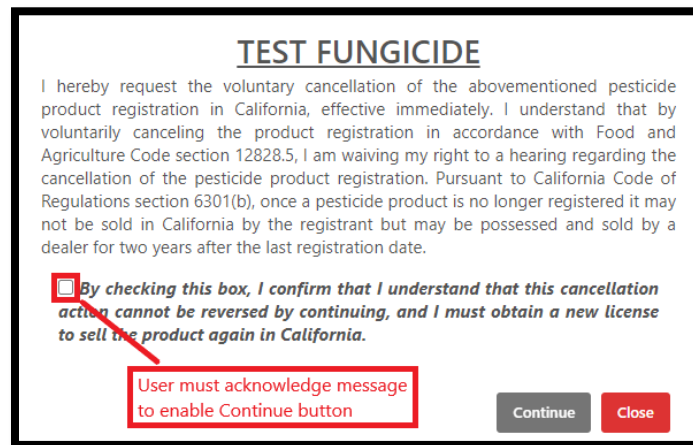 TEST FUNGICIDE
I hereby request the voluntary cancellation of the abovementioned pesticide
product registration in California, effective immediately. I understand that by
voluntarily canceling the product registration in accordance with Food and
Agriculture Code section 12828.5, I am waiving my right to a hearing regarding the
cancellation of the pesticide product registration. Pursuant to California Code of
Regulations section 6301(b), once a pesticide product is no longer registered it may
not be sold in California by the registrant but may be possessed and sold by a
dealer for two years after the last registration date.
By checking this box, I confirm that I understand that this cancellation
action cannot be reversed by continuing, and I must obtain a new license
to sell the product again in California.
User must acknowledge message
to enable Continue button
Continue
Close